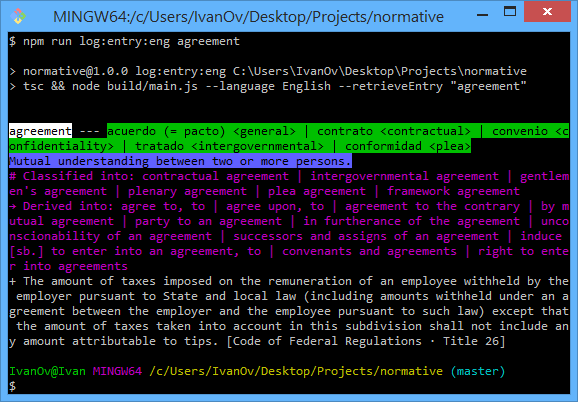 MINGW64:/c/Users/IvanOv/Desktop/Projects/normative
$ npm run log:entry:eng agreement
> normative@1.0.0 log:entry:eng C:\Users\IvanOv\Desktop\Projects\normative
> tsc && node build/main.js --language English --retrieveEntry "agreement"
agreement --- acuerdo (= pacto) <general> | contrato <contractual> | convenio <c
onfidentiality> | tratado <intergovernmental> | conformidad <plea>
Mutual understanding between two or more persons.
# Classified into: contractual agreement | intergovernmental agreement | gentlem
en's agreement | plenary agreement | plea agreement | framework agreement
→ Derived into: agree to, to | agree upon, to | agreement to the contrary | by m
utual agreement | party to an agreement | in furtherance of the agreement | unco
nscionability of an agreement | successors and assigns of an agreement | induce
[sb.] to enter into an agreement, to | convenants and agreements | right to ente
r into agreements
+ The amount of taxes imposed on the remuneration of an employee withheld by the
employer pursuant to State and local law (including amounts withheld under an a
greement between the employer and the employee pursuant to such law) except that
the amount of taxes taken into account in this subdivision shall not include an
y amount attributable to tips. [Code of Federal Regulations · Title 26]
IvanOv@Ivan MINGW64 /c/Users/IvanOv/Desktop/Projects/normative (master)
$